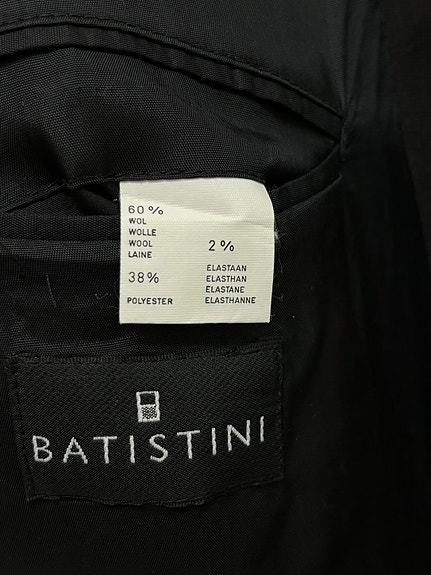 60%
WOL
WOLLE
WOOL
LAINE
38%
POLYESTER
2%
ELASTAAN
ELASTHAN
ELASTANE
ELASTHANNE
BATISTINI